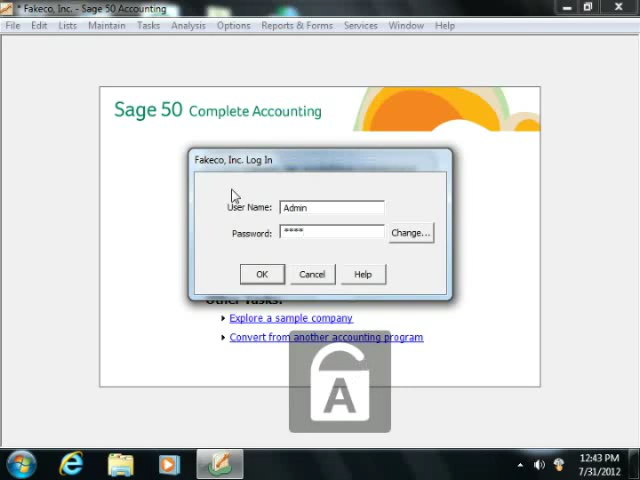 * Fakeco, Inc. - Sage 50 Accounting
File Edit Lists Maintain Tasks Analysis Options Reports & Forms Services Window Help
Sage 50 Complete Accounting
Fakeco, Inc. Log In
User Name: Admin
Password: **** Change...
OK Cancel Help
Other Tasks:
Explore a sample company
Convert from another accounting program
A
12:43 PM
7/31/2012